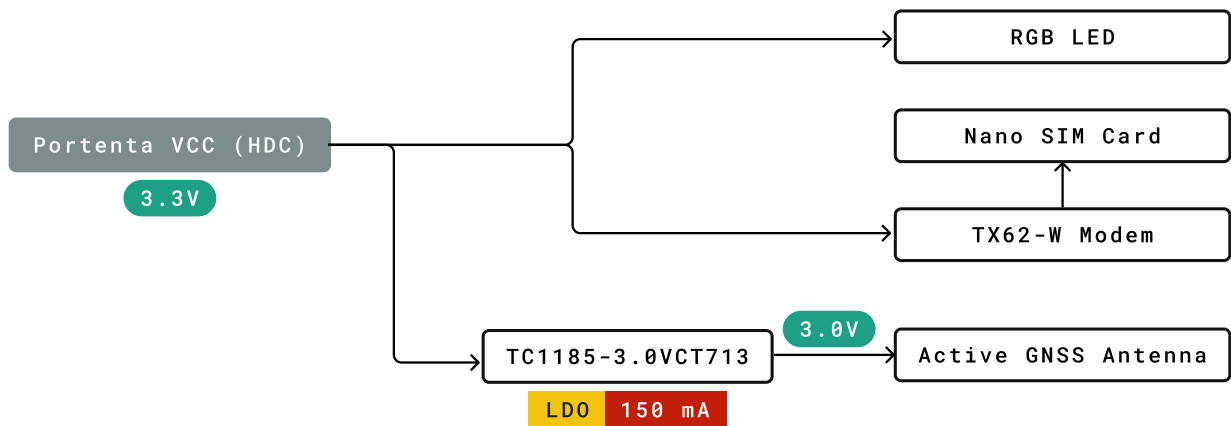 RGB LED
Portenta VCC (HDC)
3.3V
Nano SIM Card
TX62-W Modem
3.0V
TC1185-3.0VCT713
Active GNSS Antenna
LDO 150 mA